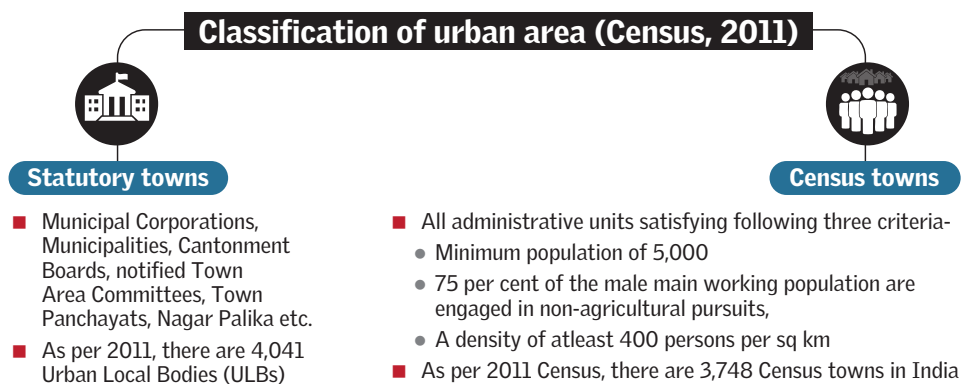 Classification of urban area (Census, 2011)
Statutory towns
■ Municipal Corporations,
Municipalities, Cantonment
Boards, notified Town
Area Committees, Town
Panchayats, Nagar Palika etc.
■ As per 2011, there are 4,041
Urban Local Bodies (ULBs)
Census towns
■ All administrative units satisfying following three criteria-
● Minimum population of 5,000
● 75 per cent of the male main working population are
engaged in non-agricultural pursuits,
● A density of atleast 400 persons per sq km
■ As per 2011 Census, there are 3,748 Census towns in India